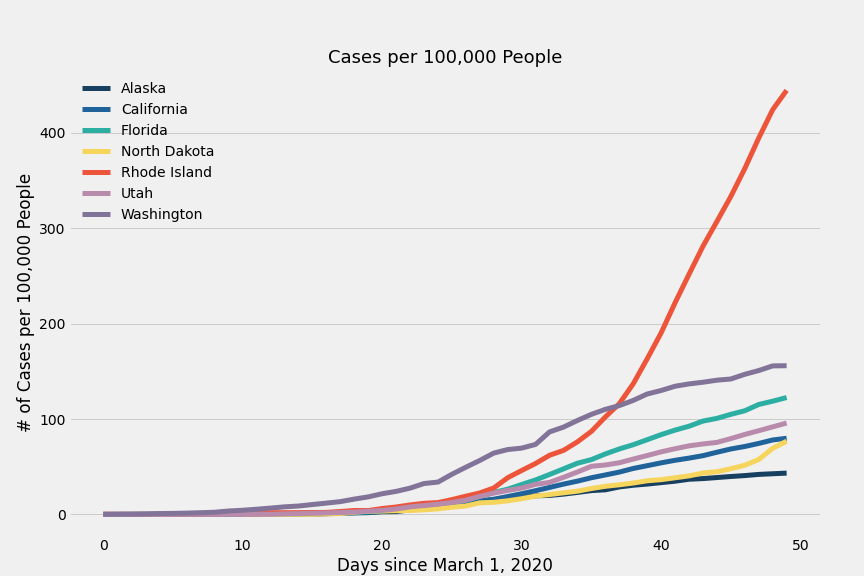 Cases per 100,000 People
Alaska
California
Florida
North Dakota
Rhode Island
Utah
Washington
# of Cases per 100,000 People
400
300
200
100
0
0 10 20 30 40 50
Days since March 1, 2020